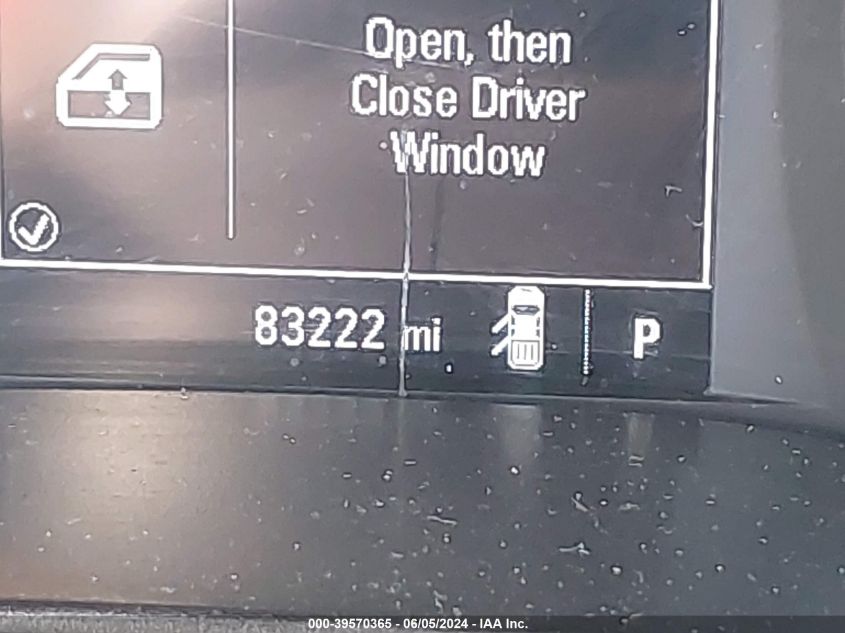 Open, then
Close Driver
Window
83222 mi
P
000-39570365 - 06/05/2024 - IAA Inc.